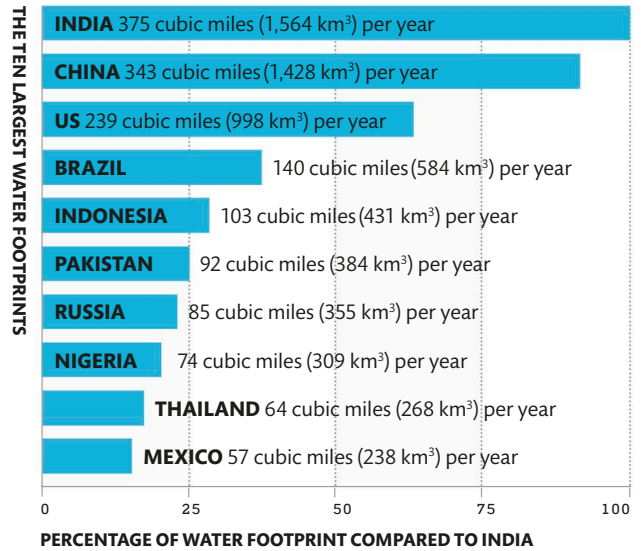 THE TEN LARGEST WATER FOOTPRINTS
INDIA 375 cubic miles (1,564 km³) per year
CHINA 343 cubic miles (1,428 km³) per year
US 239 cubic miles (998 km³) per year
BRAZIL 140 cubic miles (584 km³) per year
INDONESIA 103 cubic miles (431 km³) per year
PAKISTAN 92 cubic miles (384 km³) per year
RUSSIA 85 cubic miles (355 km³) per year
NIGERIA 74 cubic miles (309 km³) per year
THAILAND 64 cubic miles (268 km³) per year
MEXICO 57 cubic miles (238 km³) per year
0 25 50 75 100
PERCENTAGE OF WATER FOOTPRINT COMPARED TO INDIA